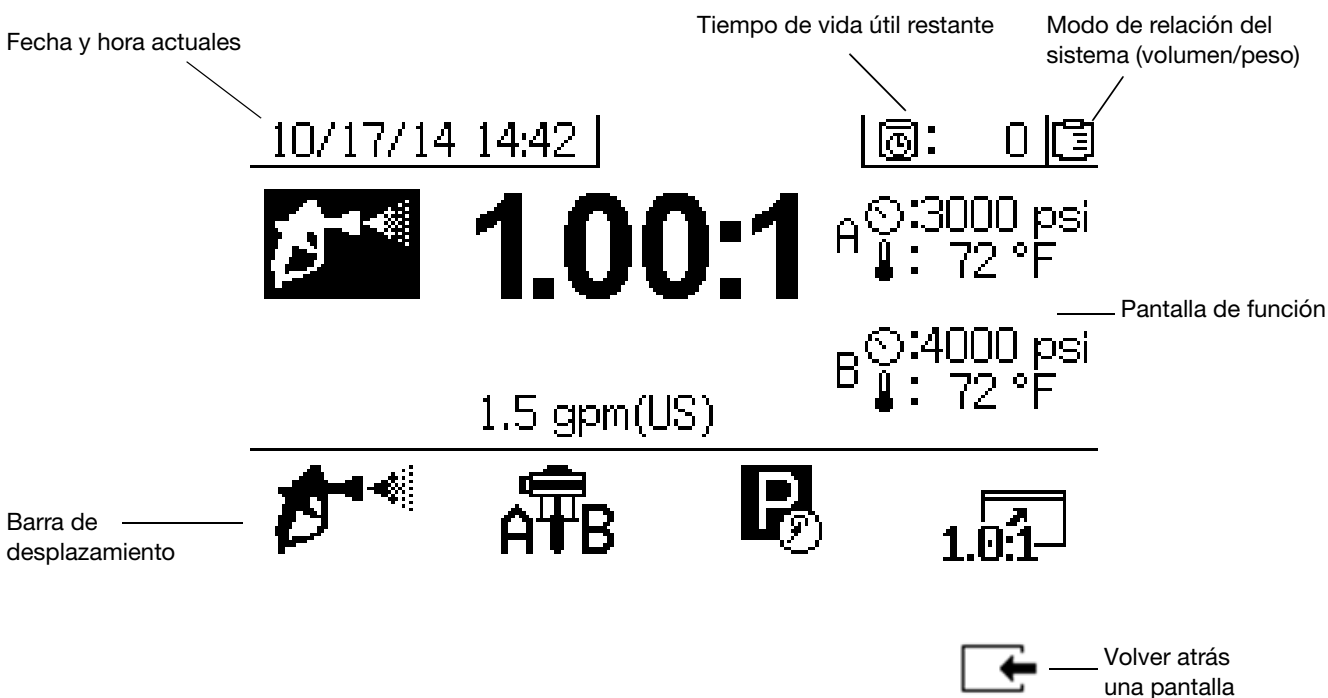 Tiempo de vida útil restante
Modo de relación del
sistema (volumen/peso)
Fecha y hora actuales
10/17/14 14:42
: 0
1.00:1
A :3000 psi
: 72 °F
Pantalla de función
B :4000 psi
: 72 °F
1.5 gpm(US)
Barra de
desplazamiento
A B
P
1.0:1
Volver atrás
una pantalla